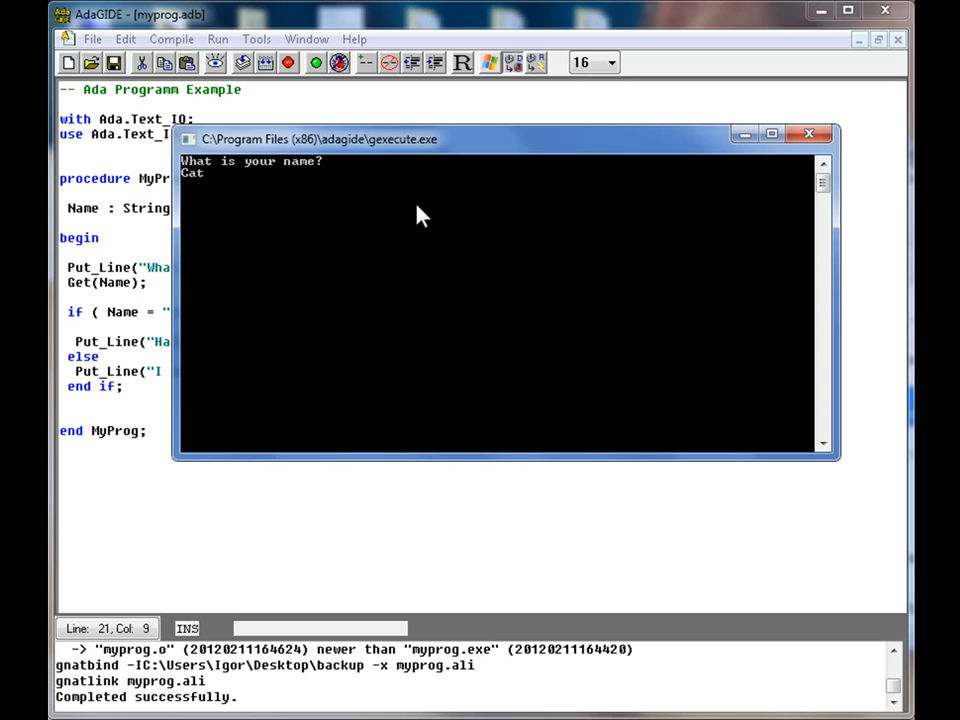 AdaGIDE - [myprog.adb]
File Edit Compile Run Tools Window Help
R 16
-- Ada Programm Example
with Ada.Text_IO;
use Ada.Text_I
C:\Program Files (x86)\adagide\gexecute.exe
What is your name?
Cat
procedure MyPr
Name : String
begin
Put_Line("Wha
Get(Name);
if ( Name = "
Put_Line("Ha
else
Put_Line("I
end if;
end MyProg;
Line: 21, Col: 9 INS
-> "myprog.o" (20120211164624) newer than "myprog.exe" (20120211164420)
gnatbind -IC:\Users\Igor\Desktop\backup -x myprog.ali
gnatlink myprog.ali
Completed successfully.